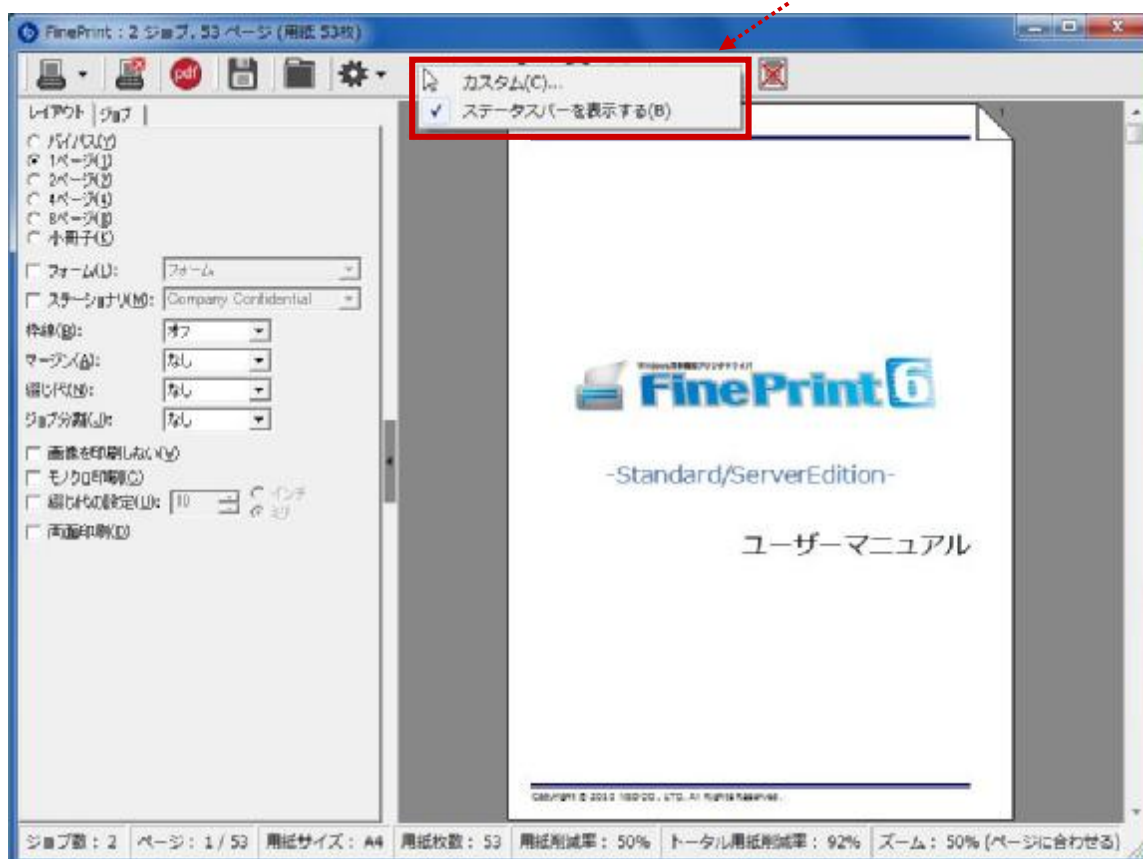 FinePrint : 2 ジョブ, 53 ページ (用紙 53枚)
pdf
カスタム(C)...
ステータスバーを表示する(B)
レイアウト
ジョブ
バイパス(Y)
1ページ(1)
2ページ(2)
4ページ(4)
8ページ(8)
小冊子(K)
フォーム(L):
フォーム
ステーショナリ(M):
Company Confidential
枠線(B):
オフ
マージン(A):
なし
綴じ代(N):
なし
ジョブ分割(J):
なし
画像を印刷しない(W)
モノクロ印刷(C)
綴じ代の設定(U):
10
インチ
ミリ
両面印刷(D)
1
FinePrint 6
-Standard/ServerEdition-
ユーザーマニュアル
ジョブ数 : 2
ページ : 1 / 53
用紙サイズ : A4
用紙枚数 : 53
用紙削減率 : 50%
トータル用紙削減率 : 92%
ズーム : 50% (ページに合わせる)